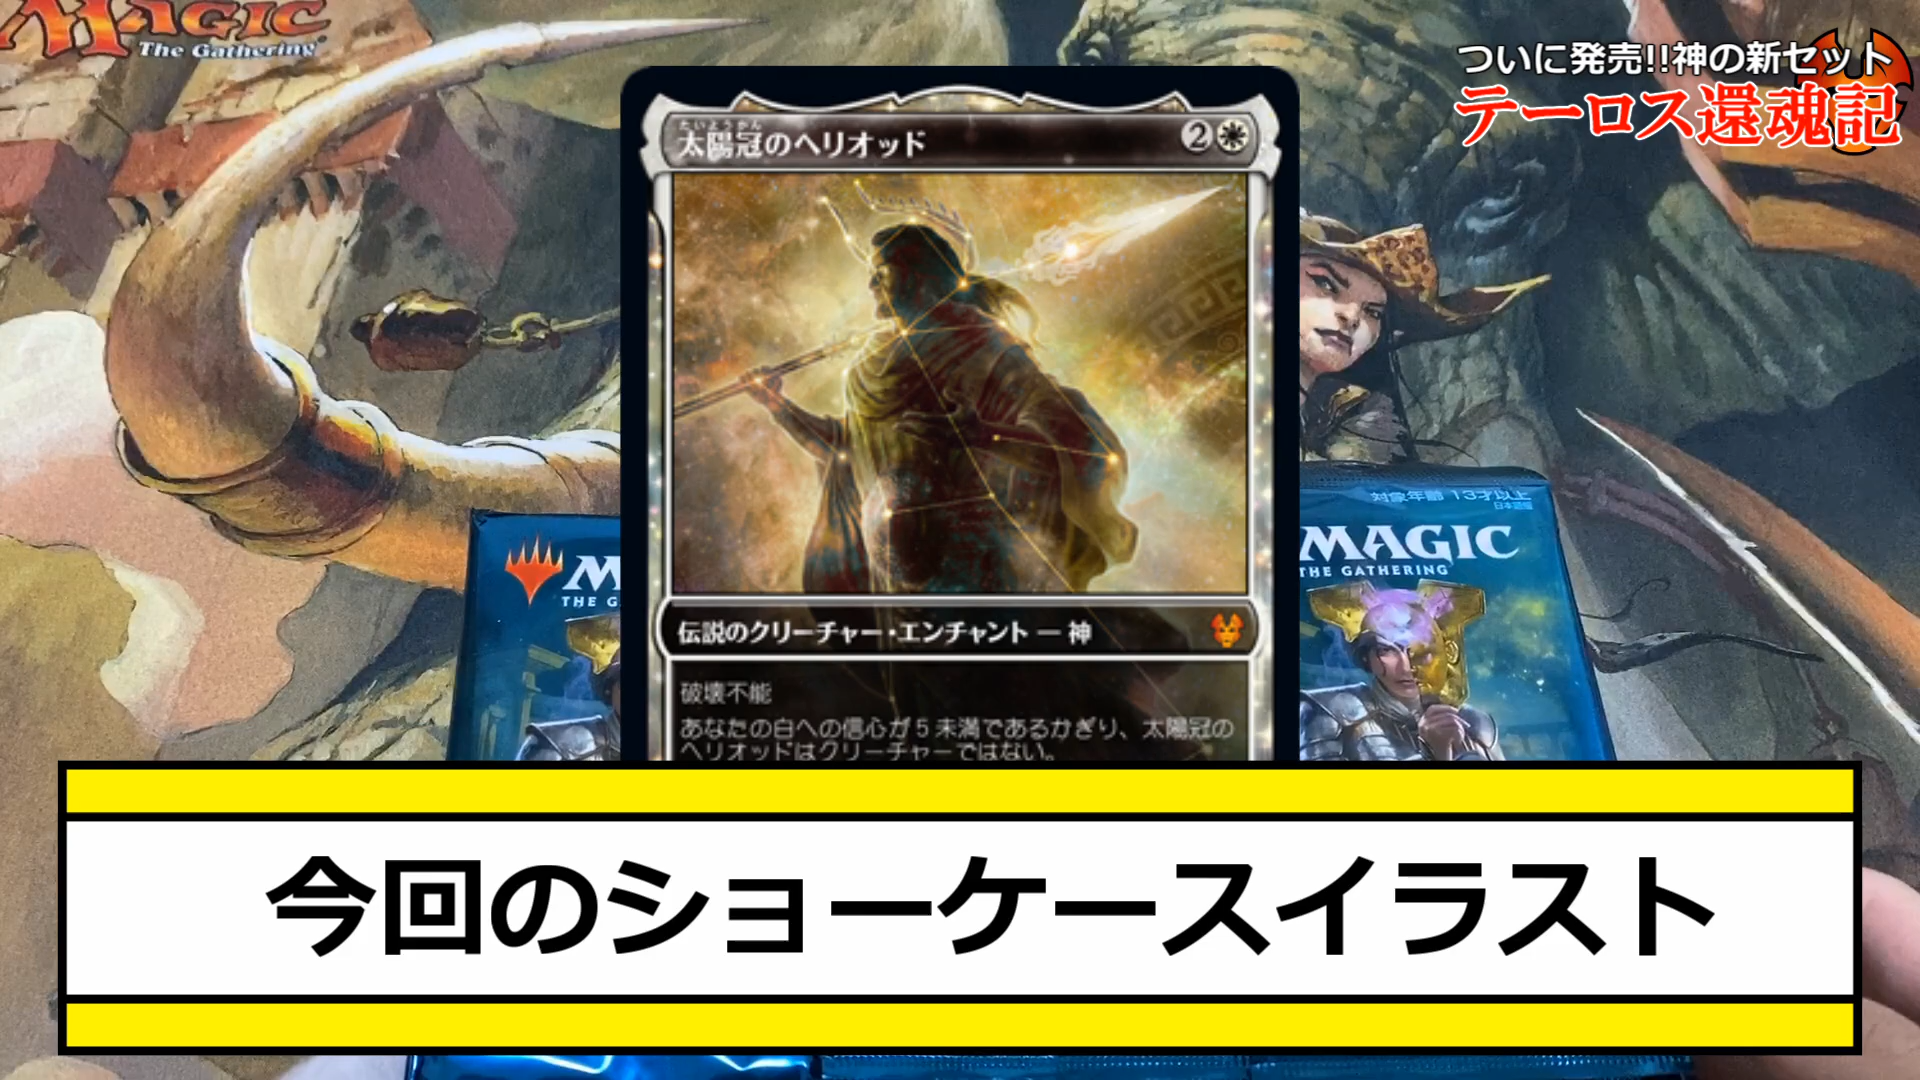 MAGIC
The Gathering®
ついに発売!!神の新セット
テーロス還魂記
たいようかん
太陽冠のヘリオッド
2
対象年齢 13才以上
日本語版
M
THE G
MAGIC
THE GATHERING
伝説のクリーチャー・エンチャント — 神
破壊不能
あなたの白への信心が5未満であるかぎり、太陽冠の
ヘリオッドはクリーチャーではない。
今回のショーケースイラスト